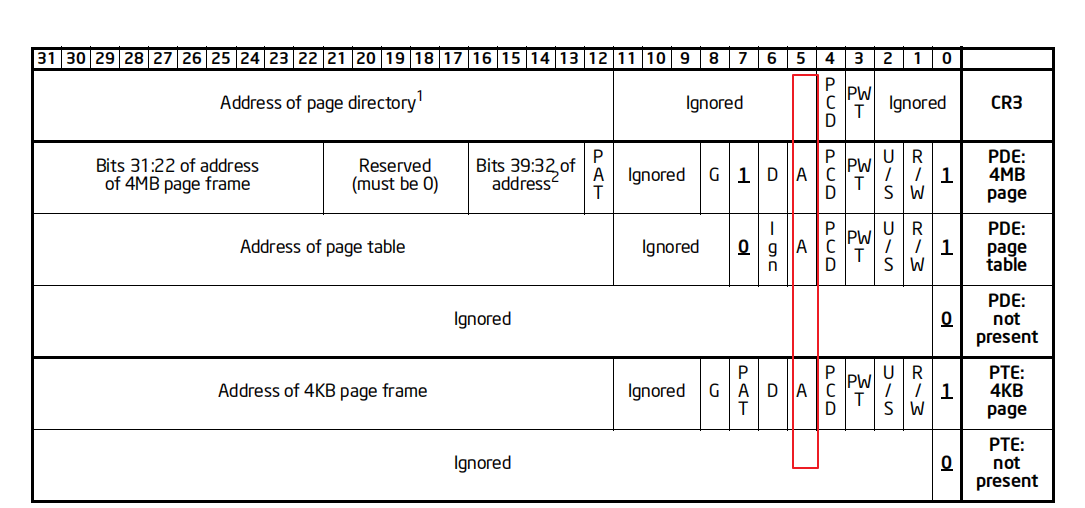 31 30 29 28 27 26 25 24 23 22 21 20 19 18 17 16 15 14 13 12 11 10 9 8 7 6 5 4 3 2 1 0
Address of page directory1 Ignored PCD PWT Ignored CR3
Bits 31:22 of address
of 4MB page frame
Reserved
(must be 0)
Bits 39:32 of
address2
PAT Ignored G 1 D A PCD PWT U/S R/W 1
PDE:
4MB
page
Address of page table Ignored 0 Ign A PCD PWT U/S R/W 1
PDE:
page
table
Ignored 0
PDE:
not
present
Address of 4KB page frame Ignored G PAT D A PCD PWT U/S R/W 1
PTE:
4KB
page
Ignored 0
PTE:
not
present